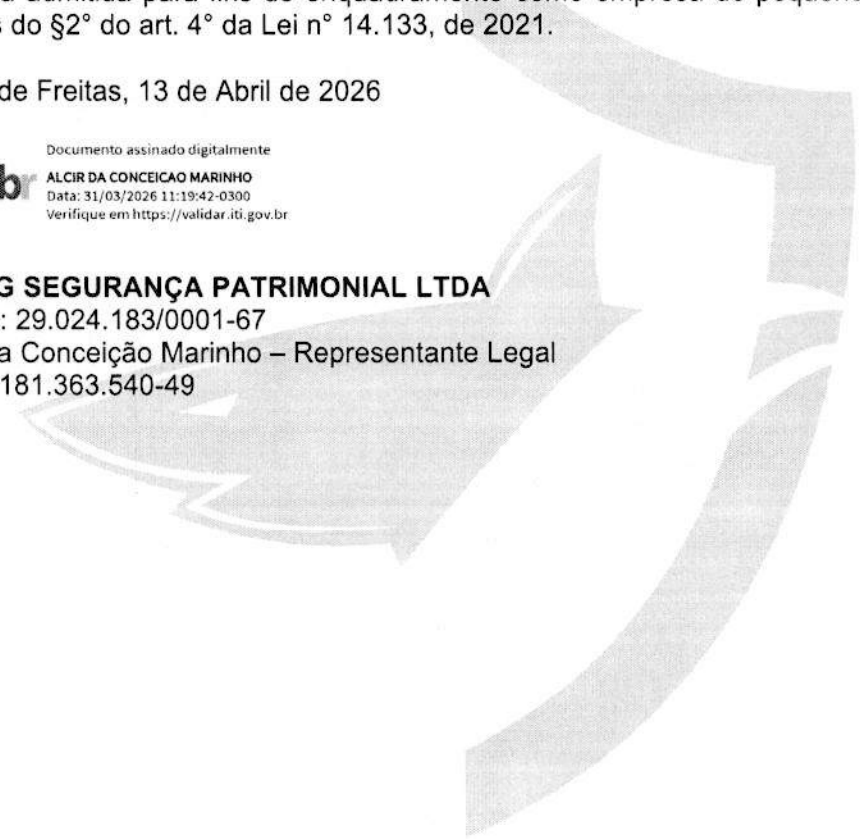 s do §2° do art. 4° da Lei n° 14.133, de 2021.
de Freitas, 13 de Abril de 2026
Documento assinado digitalmente
br ALCIR DA CONCEICAO MARINHO
Data: 31/03/2026 11:19:42-0300
Verifique em https://validar.iti.gov.br
G SEGURANÇA PATRIMONIAL LTDA
: 29.024.183/0001-67
a Conceição Marinho – Representante Legal
181.363.540-49